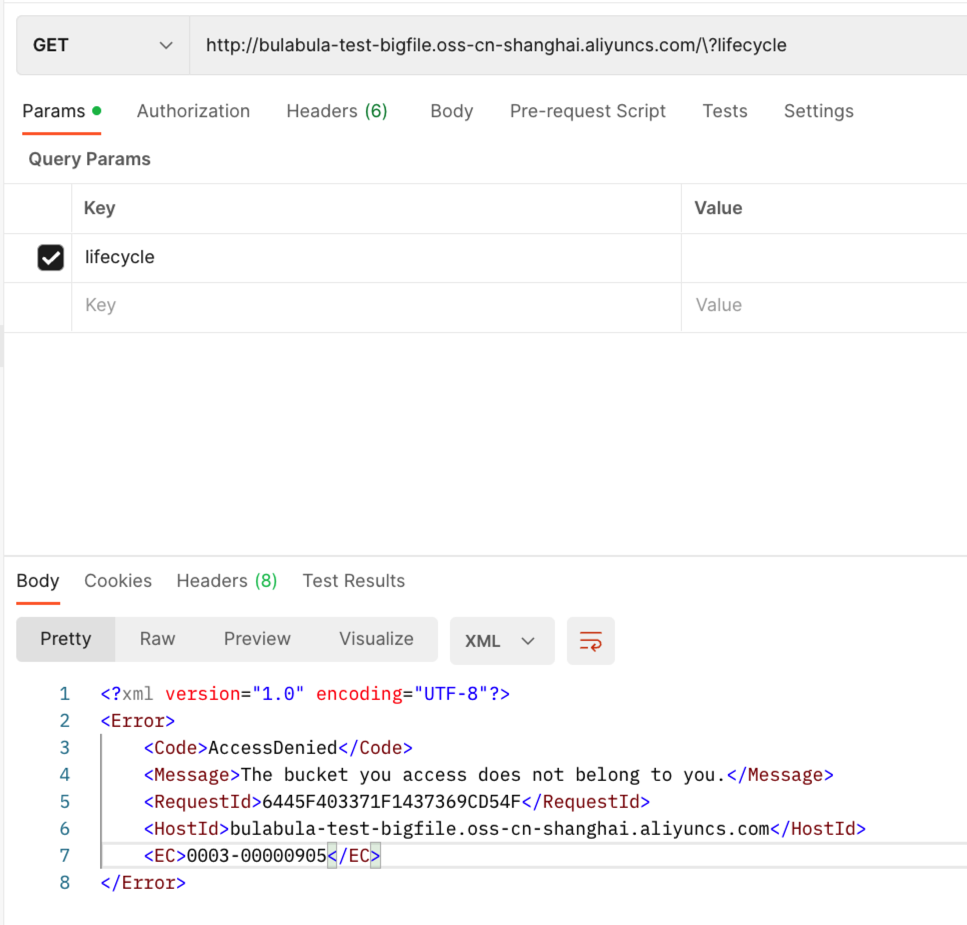 GET http://bulabula-test-bigfile.oss-cn-shanghai.aliyuncs.com/\?lifecycle
Params Authorization Headers (6) Body Pre-request Script Tests Settings
Query Params
Key Value
lifecycle
Key Value
Body Cookies Headers (8) Test Results
Pretty Raw Preview Visualize XML
1 <?xml version="1.0" encoding="UTF-8"?>
2 <Error>
3 <Code>AccessDenied</Code>
4 <Message>The bucket you access does not belong to you.</Message>
5 <RequestId>6445F403371F1437369CD54F</RequestId>
6 <HostId>bulabula-test-bigfile.oss-cn-shanghai.aliyuncs.com</HostId>
7 <EC>0003-00000905</EC>
8 </Error>